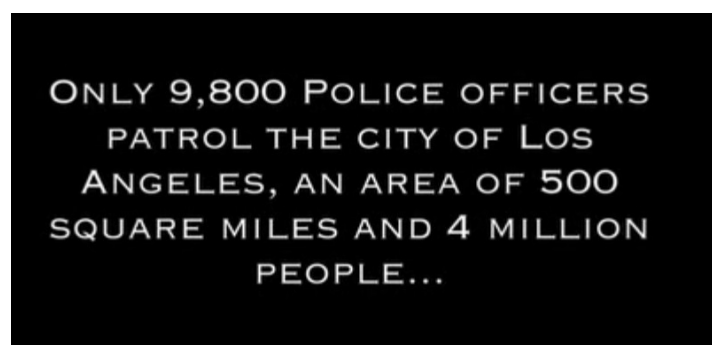 Only 9,800 Police officers
patrol the city of Los
Angeles, an area of 500
square miles and 4 million
people...